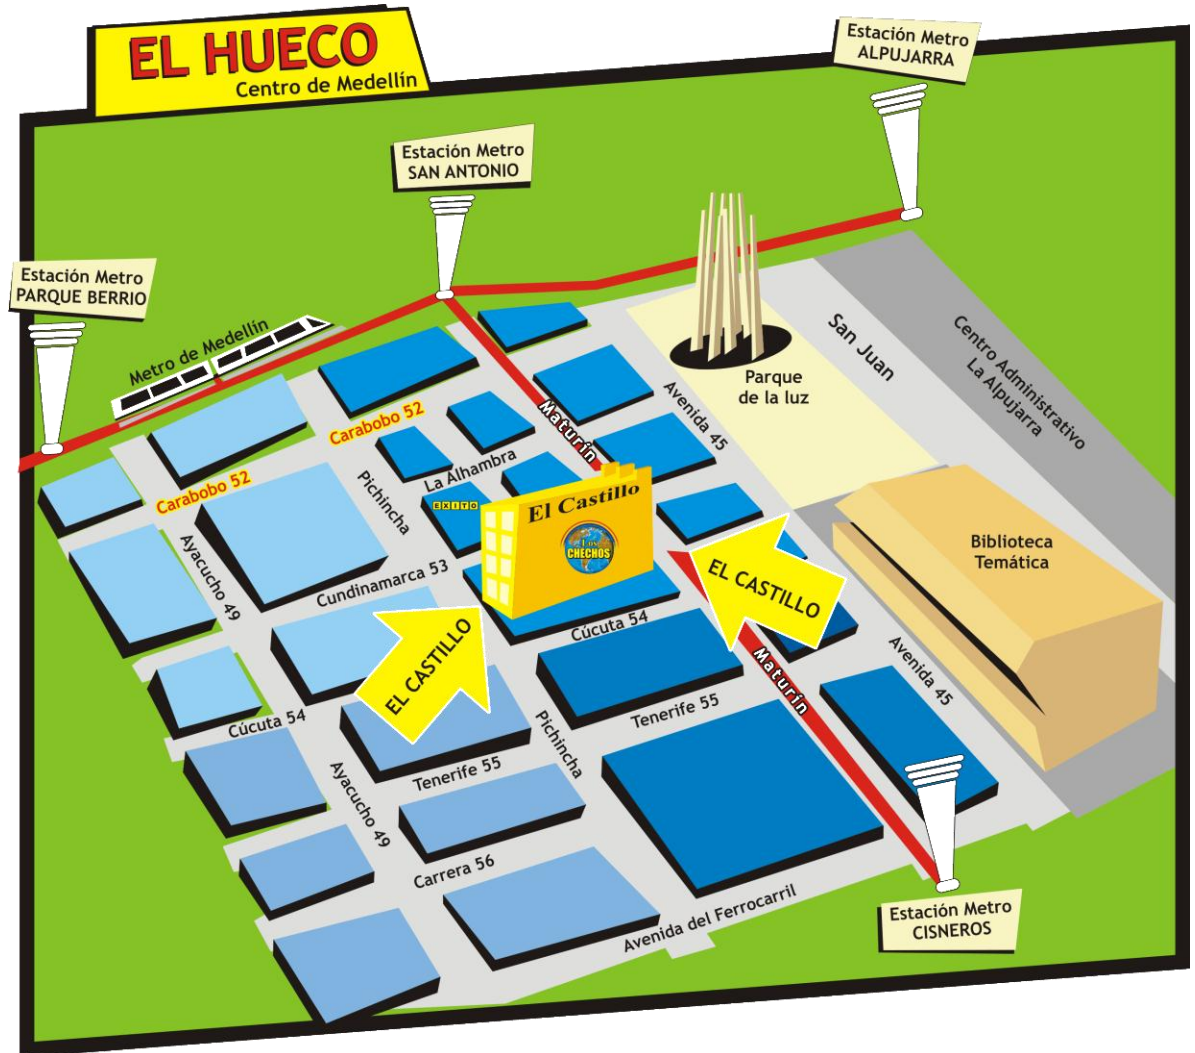 EL HUECO
Centro de Medellín
Estación Metro
ALPUJARRA
Estación Metro
SAN ANTONIO
Estación Metro
PARQUE BERRIO
Metro de Medellín
San Juan
Centro Administrativo
La Alpujarra
Parque
de la luz
Avenida 45
Maturín
Carabobo 52
Carabobo 52
La Alhambra
Pichincha
EXITO
El Castillo
Los
CHECHOS
Biblioteca
Temática
Ayacucho 49
Cundinamarca 53
EL CASTILLO
EL CASTILLO
Cúcuta 54
Maturín
Avenida 45
Cúcuta 54
Tenerife 55
Pichincha
Tenerife 55
Ayacucho 49
Carrera 56
Avenida del Ferrocarril
Estación Metro
CISNEROS